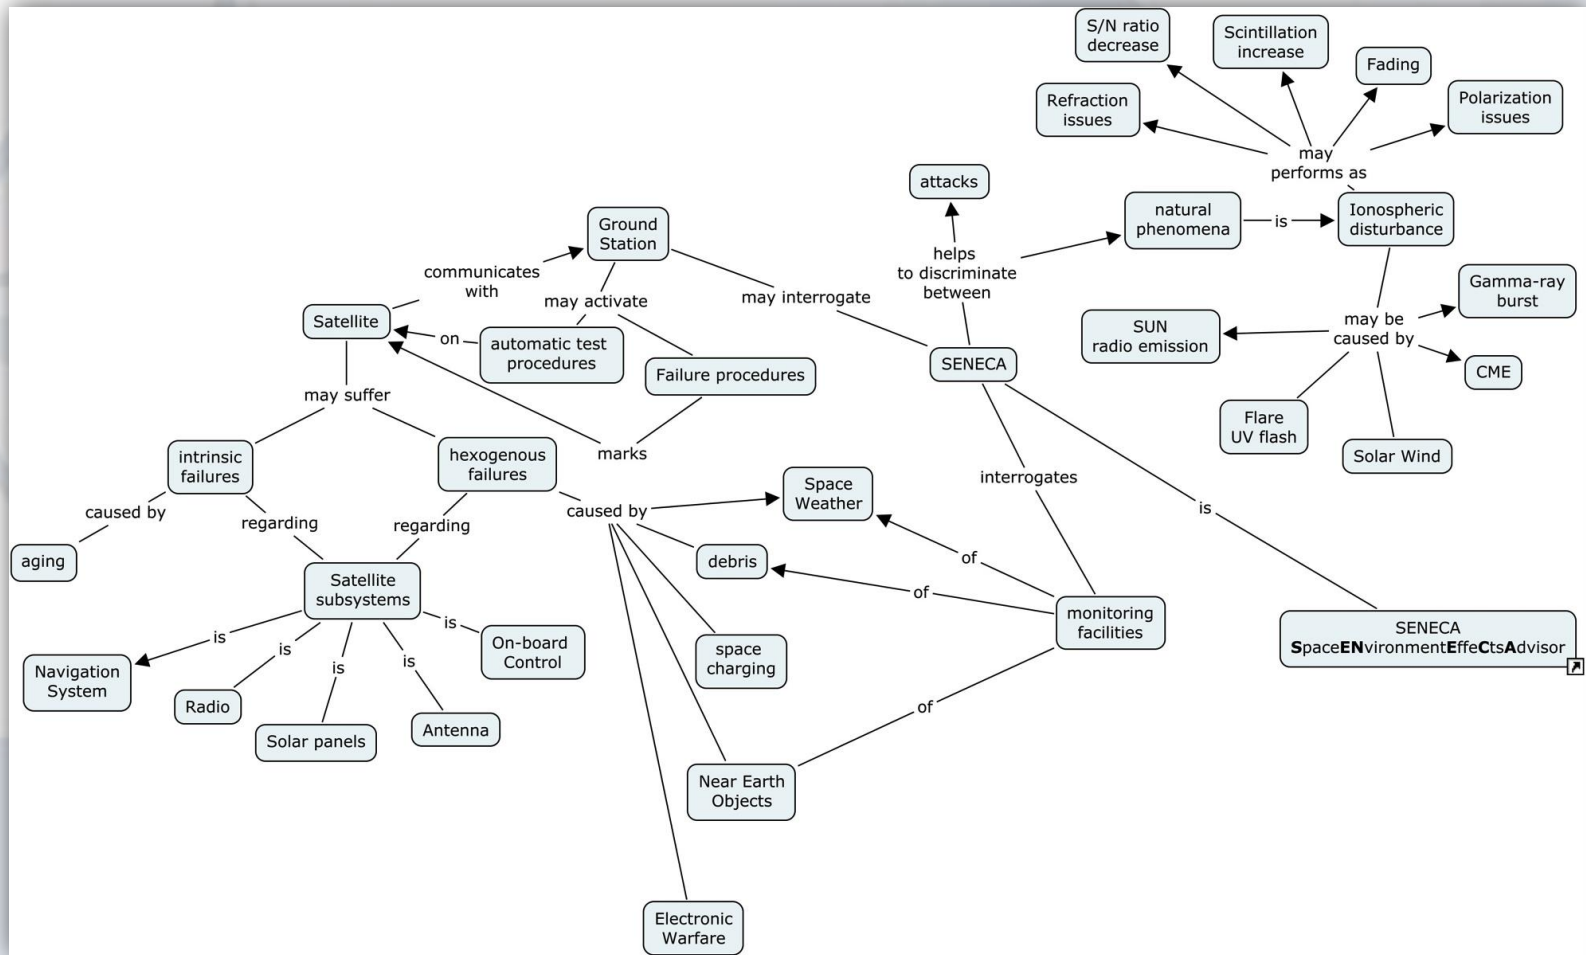 S/N ratio
decrease
Scintillation
increase
Fading
Refraction
issues
Polarization
issues
may
performs as
attacks
natural
phenomena
is
Ionospheric
disturbance
Ground
Station
helps
to discriminate
between
communicates
with
may activate
may interrogate
Gamma-ray
burst
Satellite
on
automatic test
procedures
SUN
radio emission
may be
caused by
Failure procedures
SENECA
CME
may suffer
Flare
UV flash
Solar Wind
intrinsic
failures
hexogenous
failures
marks
interrogates
Space
Weather
caused by
regarding
regarding
caused by
is
aging
debris
of
of
Satellite
subsystems
monitoring
facilities
SENECA
SpaceENvironmentEffeCtsAdvisor
is
is
is
is
is
On-board
Control
space
charging
Navigation
System
Radio
Solar panels
Antenna
of
Near Earth
Objects
Electronic
Warfare